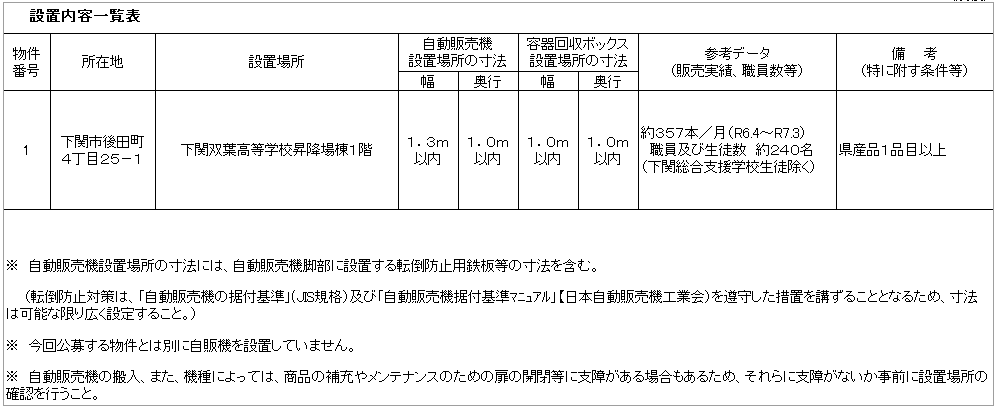 設置内容一覧表
物件
番号
所在地
設置場所
自動販売機
設置場所の寸法
容器回収ボックス
設置場所の寸法
参考データ
(販売実績、職員数等)
備　考
(特に附す条件等)
幅
奥行
幅
奥行
1
下関市後田町
4丁目25－1
下関双葉高等学校昇降場棟1階
1．3m
以内
1．0m
以内
1．0m
以内
1．0m
以内
約357本／月(R6.4～R7.3)
職員及び生徒数　約240名
(下関総合支援学校生徒除く)
県産品1品目以上
※　自動販売機設置場所の寸法には、自動販売機脚部に設置する転倒防止用鉄板等の寸法を含む。
(転倒防止対策は、「自動販売機の据付基準」(JIS規格)及び「自動販売機据付基準マニュアル」【日本自動販売機工業会)を遵守した措置を講ずることとなるため、寸法
は可能な限り広く設定すること。)
※　今回公募する物件とは別に自販機を設置していません。
※　自動販売機の搬入、また、機種によっては、商品の補充やメンテナンスのための扉の開閉等に支障がある場合もあるため、それらに支障がないか事前に設置場所の
確認を行うこと。